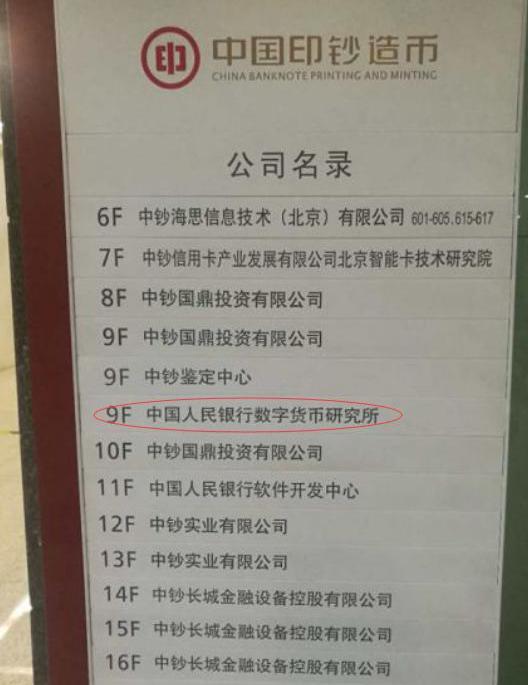 中国印钞造币
CHINA BANKNOTE PRINTING AND MINTING
公司名录
6F 中钞海思信息技术（北京）有限公司 601-605.615-617
7F 中钞信用卡产业发展有限公司北京智能卡技术研究院
8F 中钞国鼎投资有限公司
9F 中钞国鼎投资有限公司
9F 中钞鉴定中心
9F 中国人民银行数字货币研究所
10F 中钞国鼎投资有限公司
11F 中国人民银行软件开发中心
12F 中钞实业有限公司
13F 中钞实业有限公司
14F 中钞长城金融设备控股有限公司
15F 中钞长城金融设备控股有限公司
16F 中钞长城金融设备控股有限公司